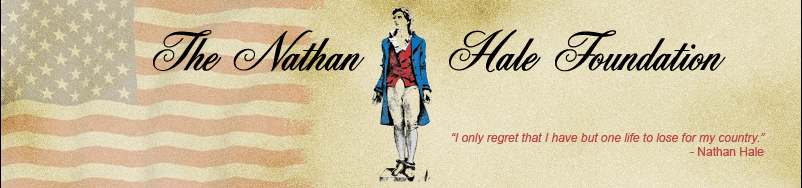 The Nathan Hale Foundation
“I only regret that I have but one life to lose for my country.”
- Nathan Hale